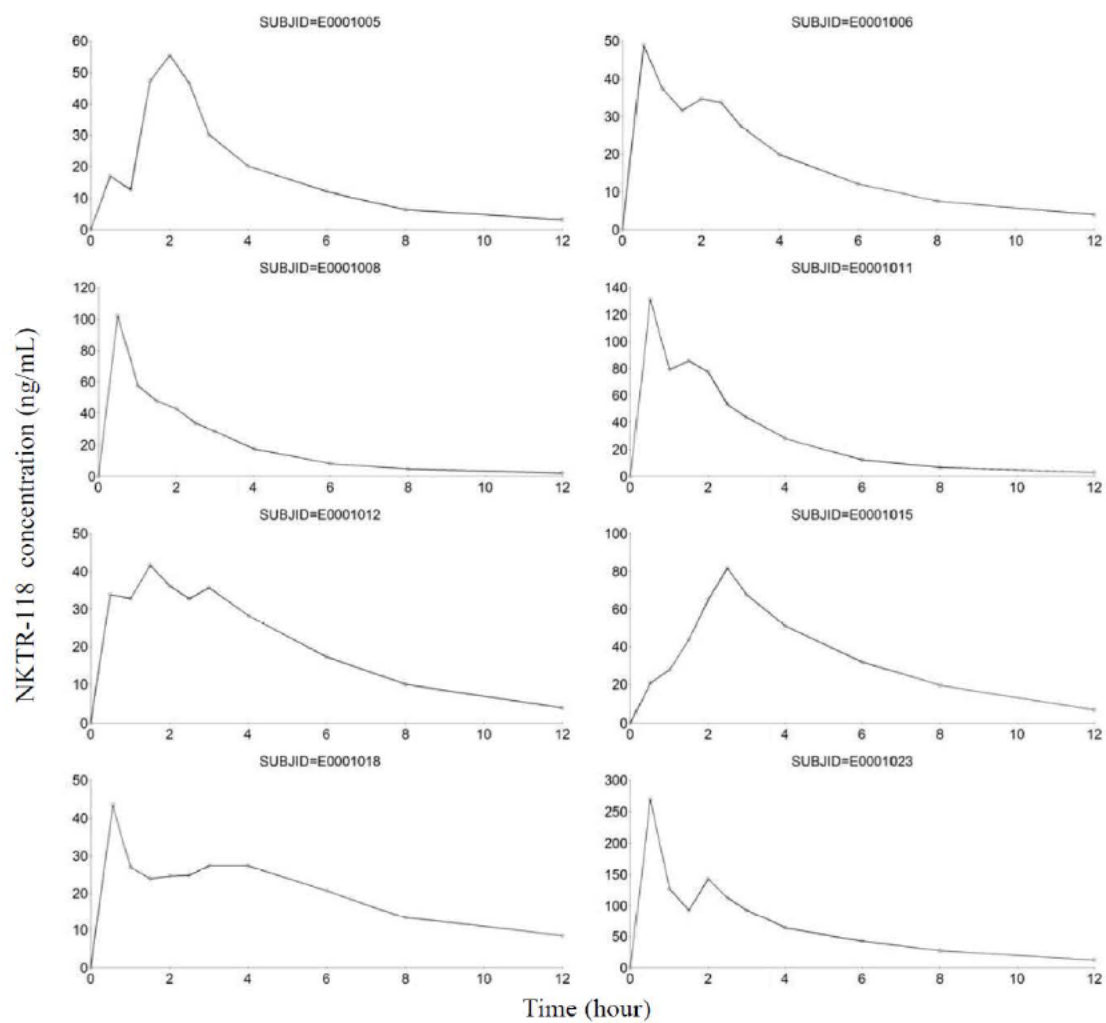 SUBJID=E0001005
60
50
40
30
20
10
0
0 2 4 6 8 10 12
SUBJID=E0001006
50
40
30
20
10
0
0 2 4 6 8 10 12
SUBJID=E0001008
120
100
80
60
40
20
0
0 2 4 6 8 10 12
SUBJID=E0001011
140
120
100
80
60
40
20
0
0 2 4 6 8 10 12
SUBJID=E0001012
50
40
30
20
10
0
0 2 4 6 8 10 12
SUBJID=E0001015
100
80
60
40
20
0
0 2 4 6 8 10 12
SUBJID=E0001018
50
40
30
20
10
0
0 2 4 6 8 10 12
SUBJID=E0001023
300
250
200
150
100
50
0
0 2 4 6 8 10 12
NKTR-118 concentration (ng/mL)
Time (hour)